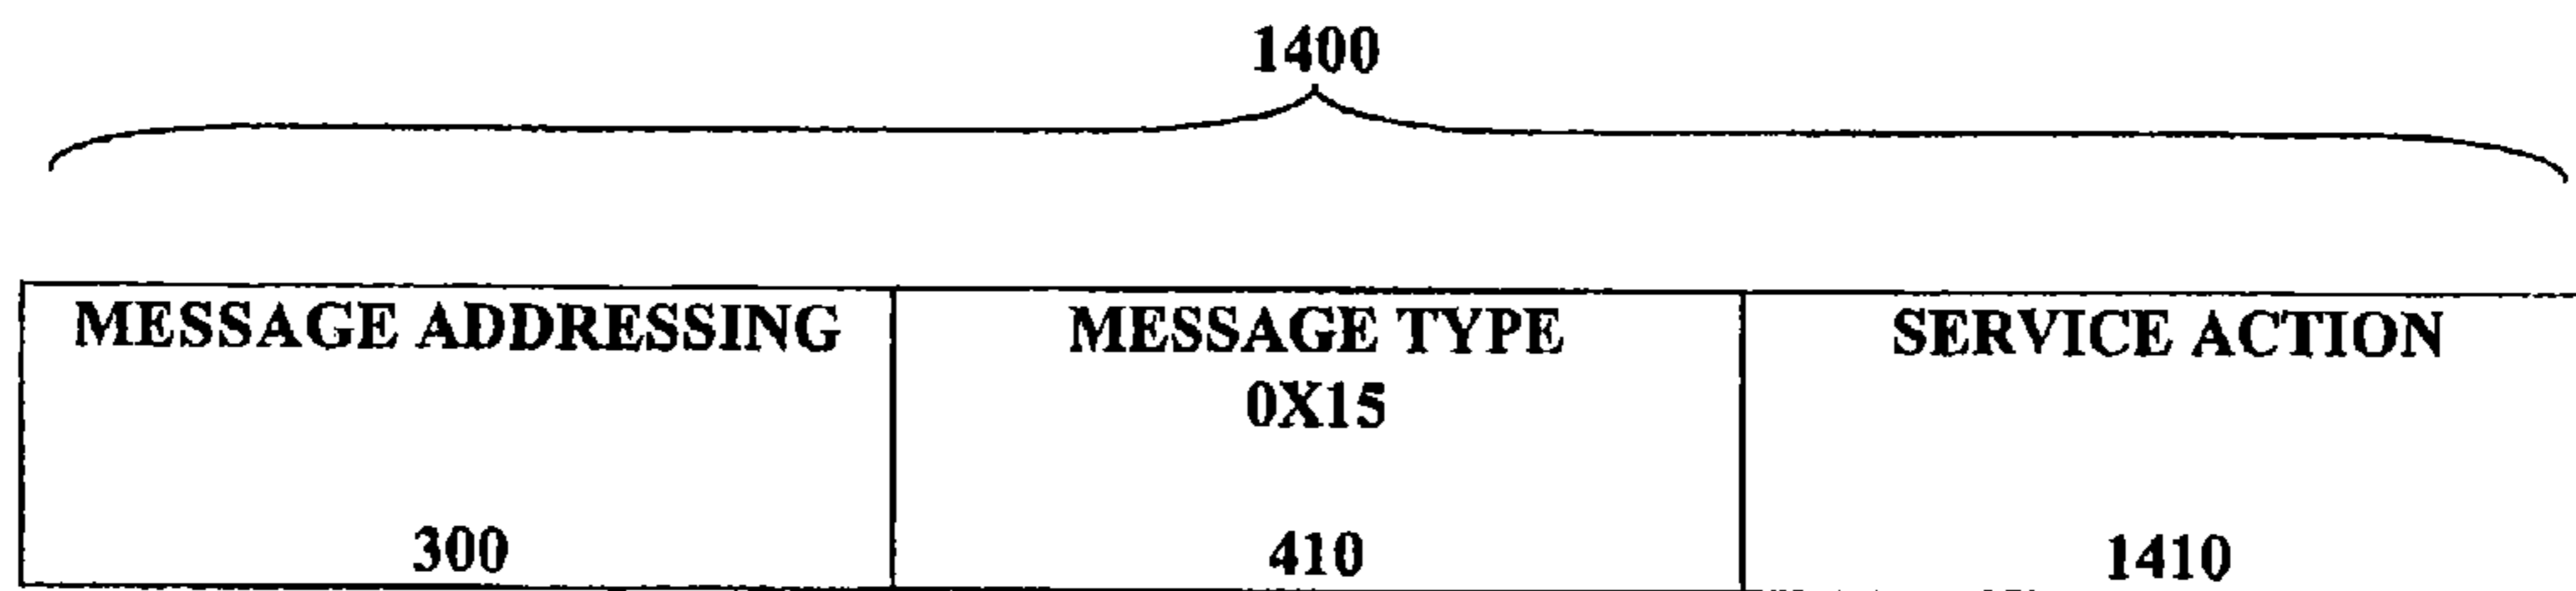 1400
MESSAGE ADDRESSING MESSAGE TYPE SERVICE ACTION
0X15
300 410 1410